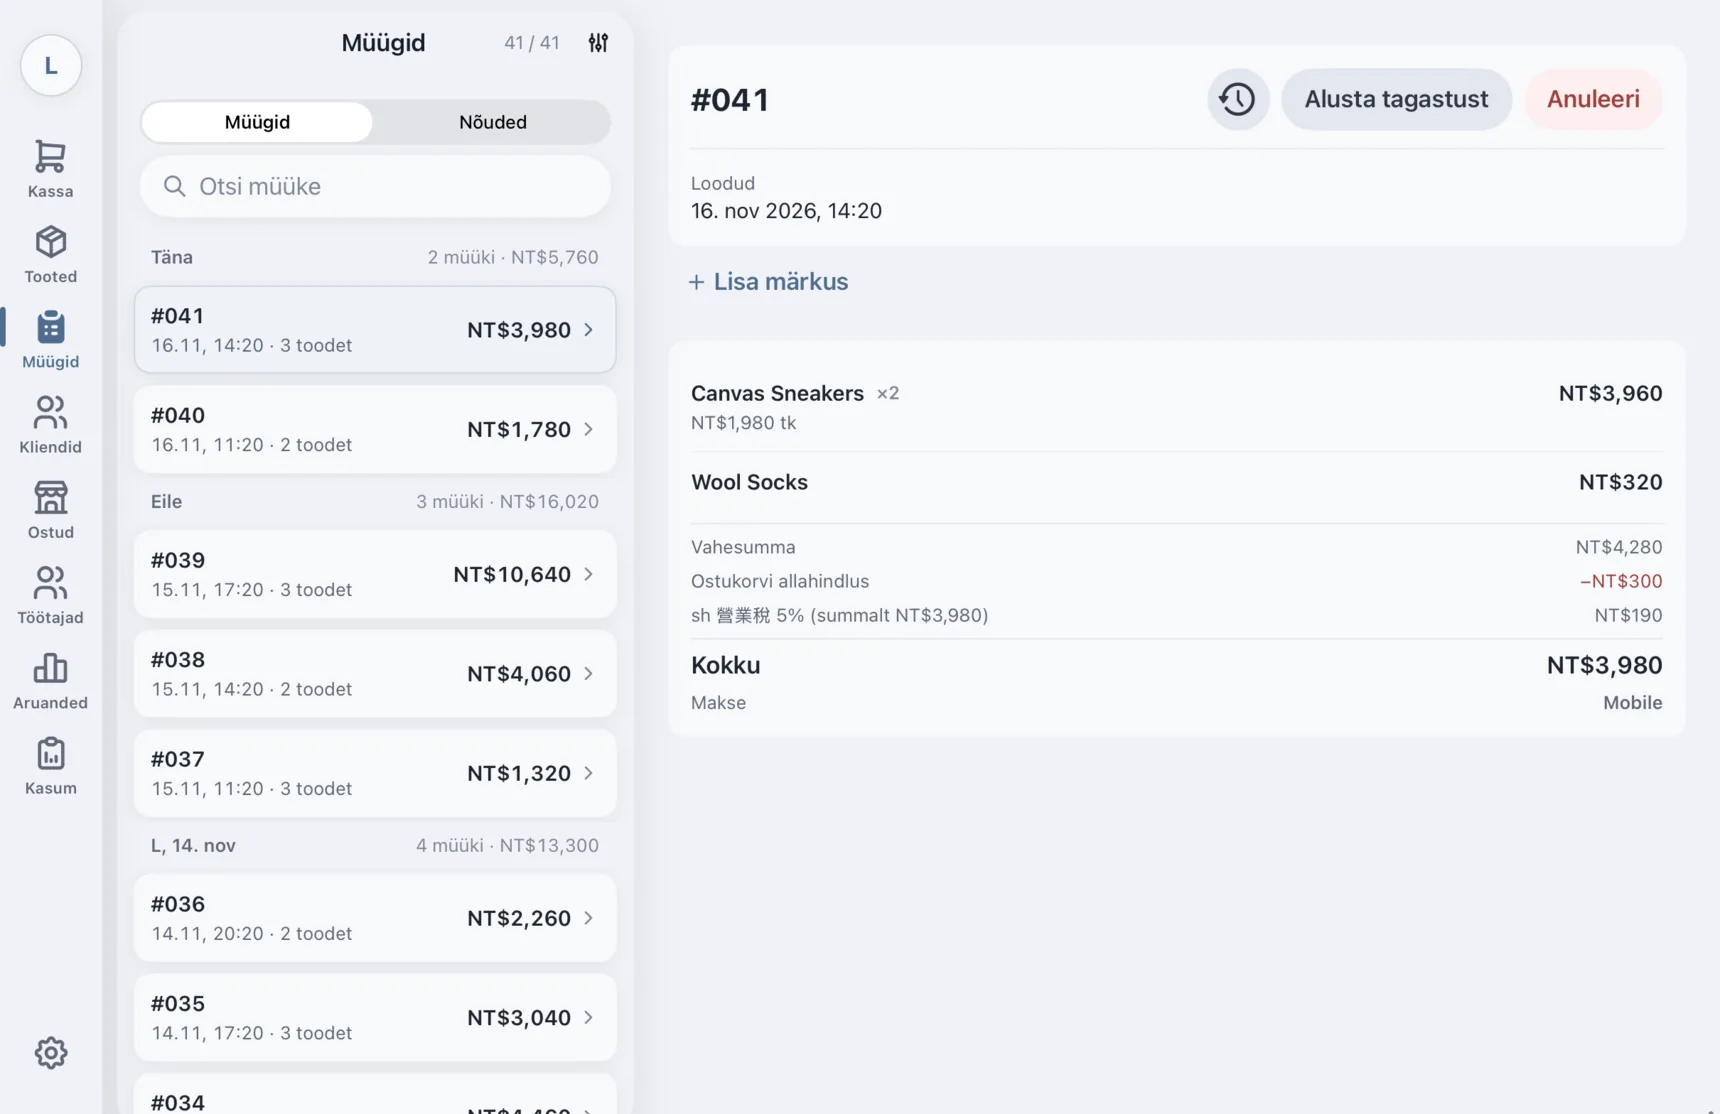 L
Kassa
Tooted
Müügid
Kliendid
Ostud
Töötajad
Aruanded
Kasum
Müügid
41 / 41
Müügid
Nõuded
Otsi müüke
Täna
2 müüki · NT$5,760
#041
NT$3,980
16.11, 14:20 · 3 toodet
#040
NT$1,780
16.11, 11:20 · 2 toodet
Eile
3 müüki · NT$16,020
#039
NT$10,640
15.11, 17:20 · 3 toodet
#038
NT$4,060
15.11, 14:20 · 2 toodet
#037
NT$1,320
15.11, 11:20 · 3 toodet
L, 14. nov
4 müüki · NT$13,300
#036
NT$2,260
14.11, 20:20 · 2 toodet
#035
NT$3,040
14.11, 17:20 · 3 toodet
#034
#041
Alusta tagastust
Anuleeri
Loodud
16. nov 2026, 14:20
+ Lisa märkus
Canvas Sneakers ×2
NT$3,960
NT$1,980 tk
Wool Socks
NT$320
Vahesumma
NT$4,280
Ostukorvi allahindlus
−NT$300
sh 營業稅 5% (summalt NT$3,980)
NT$190
Kokku
NT$3,980
Makse
Mobile